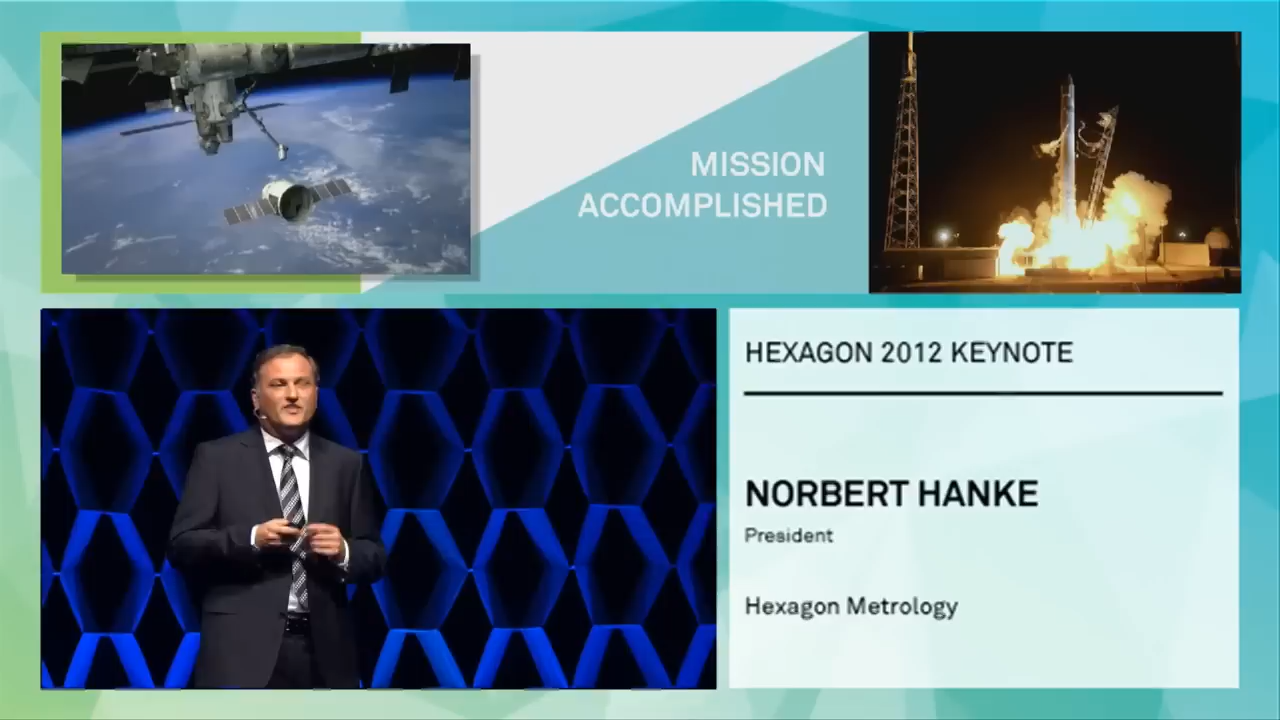 MISSION
ACCOMPLISHED
HEXAGON 2012 KEYNOTE
NORBERT HANKE
President
Hexagon Metrology